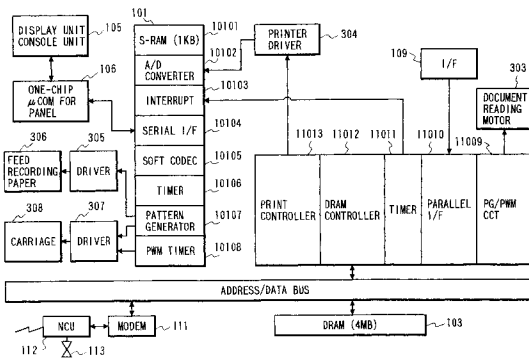 DISPLAY UNIT
CONSOLE UNIT
105
106
ONE-CHIP
μCOM FOR
PANEL
306
305
FEED
RECORDING
PAPER
DRIVER
308
307
CARRIAGE
DRIVER
101
10101
S-RAM (1KB)
10102
A/D
CONVERTER
10103
INTERRUPT
10104
SERIAL I/F
10105
SOFT CODEC
10106
TIMER
10107
PATTERN
GENERATOR
10108
PWM TIMER
PRINTER
DRIVER
304
109
I/F
303
DOCUMENT
READING
MOTOR
11013
11012
11011
11010
11009
PRINT
CONTROLLER
DRAM
CONTROLLER
TIMER
PARALLEL
I/F
PG/PWM
CCT
ADDRESS/DATA BUS
NCU
112
113
MODEM
111
DRAM (4MB)
103